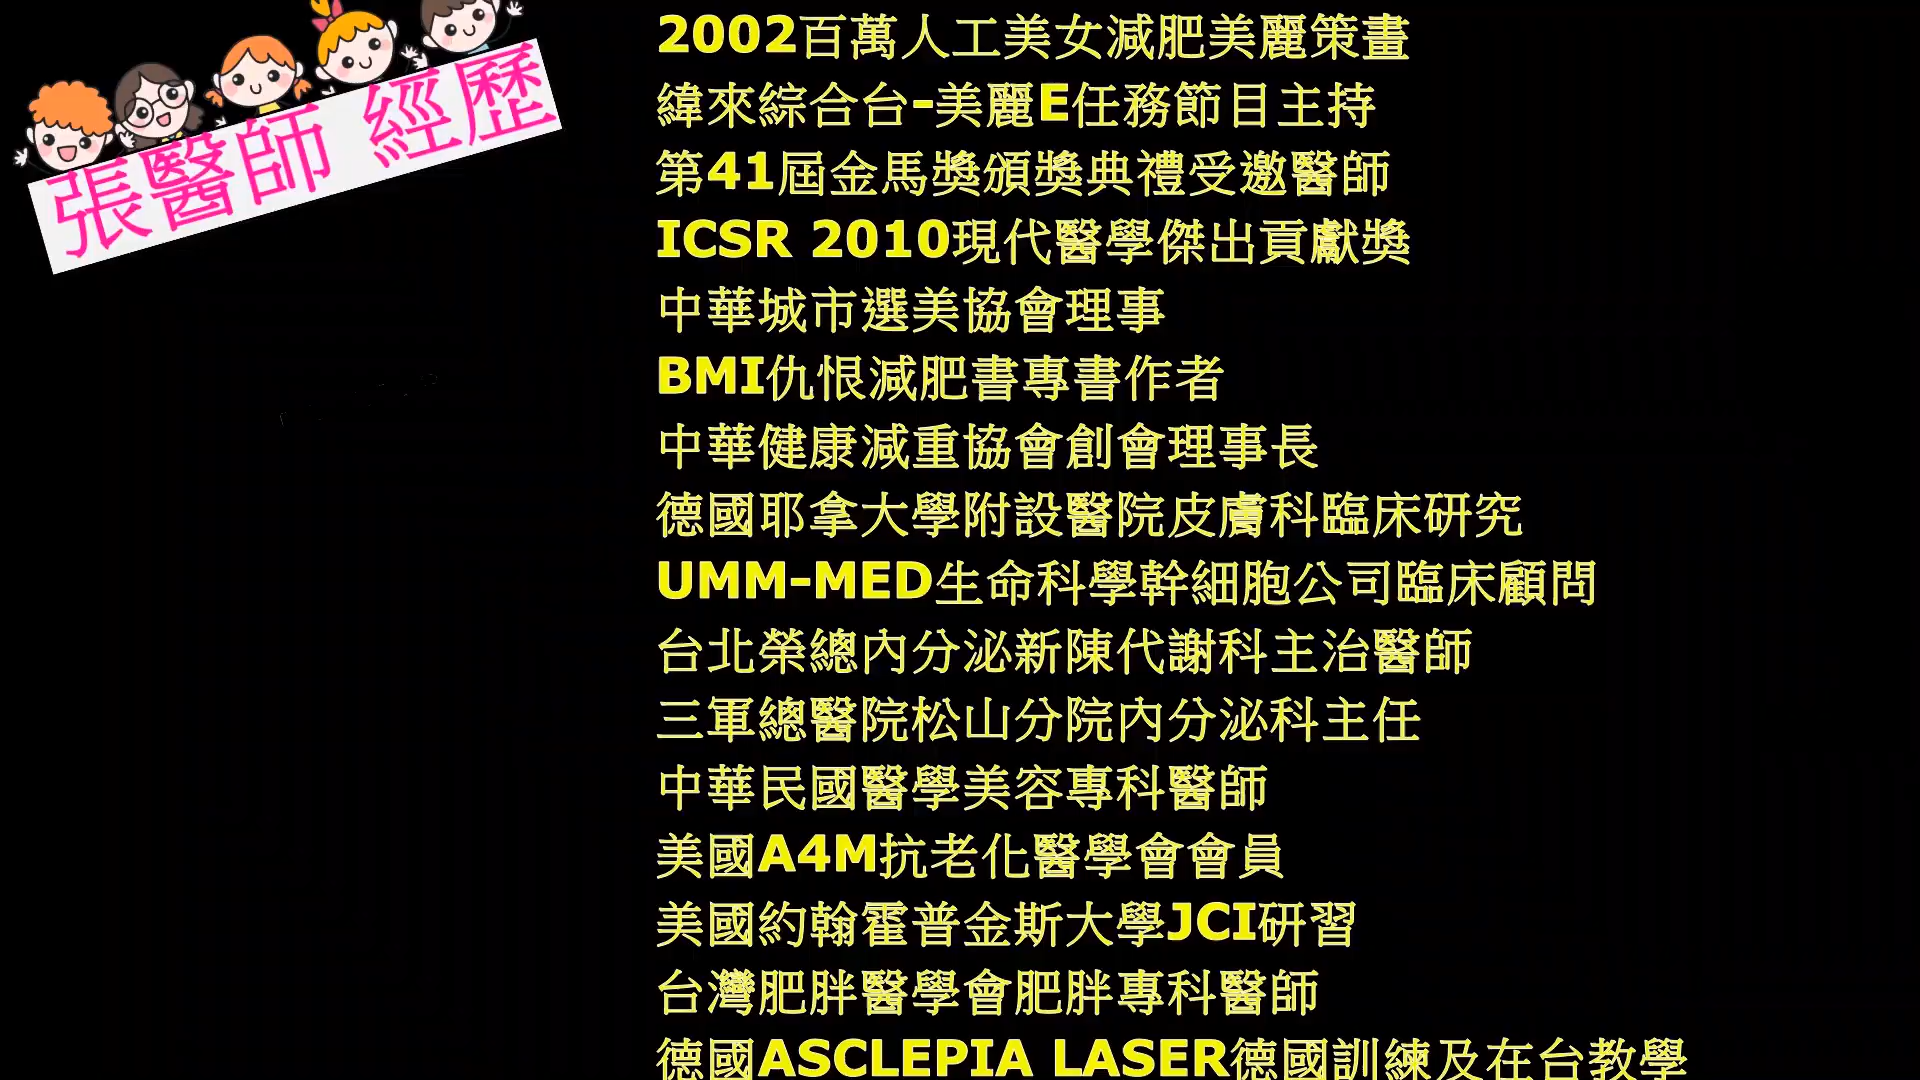 張醫師 經歷
2002百萬人工美女減肥美麗策畫
緯來綜合台-美麗E任務節目主持
第41屆金馬獎頒獎典禮受邀醫師
ICSR 2010現代醫學傑出貢獻獎
中華城市選美協會理事
BMI仇恨減肥書專書作者
中華健康減重協會創會理事長
德國耶拿大學附設醫院皮膚科臨床研究
UMM-MED生命科學幹細胞公司臨床顧問
台北榮總內分泌新陳代謝科主治醫師
三軍總醫院松山分院內分泌科主任
中華民國醫學美容專科醫師
美國A4M抗老化醫學會會員
美國約翰霍普金斯大學JCI研習
台灣肥胖醫學會肥胖專科醫師
德國ASCLEPIA LASER德國訓練及在台教學